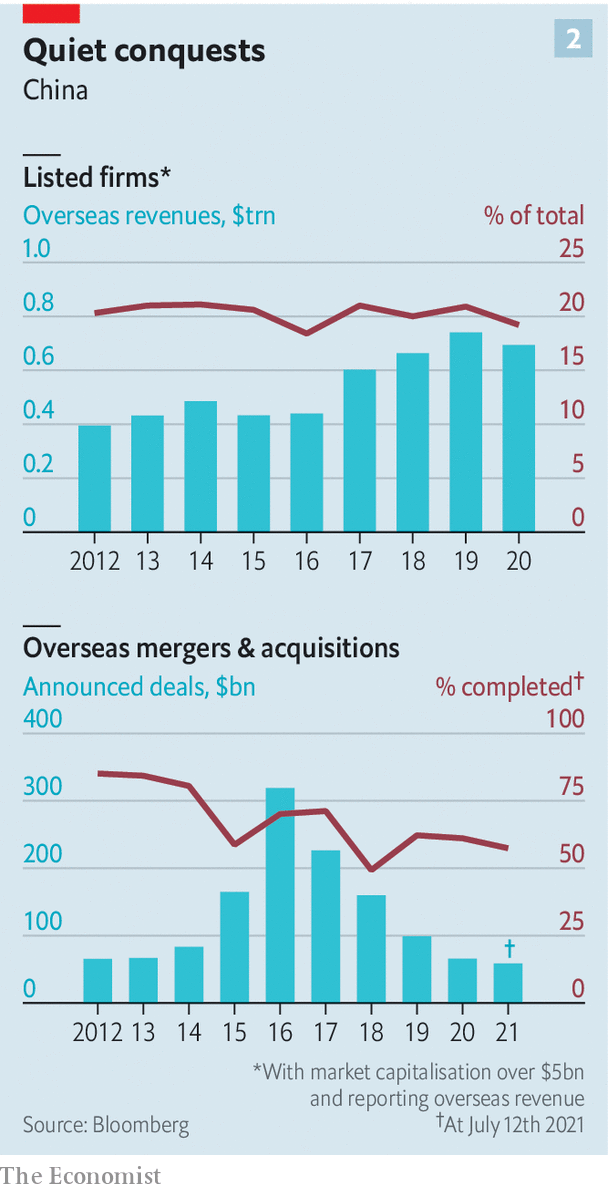 Quiet conquests
2
China
Listed firms*
Overseas revenues, $trn
% of total
1.0
25
0.8
20
0.6
15
0.4
10
0.2
5
0
0
2012 13 14 15 16 17 18 19 20
Overseas mergers & acquisitions
Announced deals, $bn
% completed†
400
100
300
75
200
50
100
25
†
0
0
2012 13 14 15 16 17 18 19 20 21
*With market capitalisation over $5bn
and reporting overseas revenue
Source: Bloomberg
†At July 12th 2021
The Economist